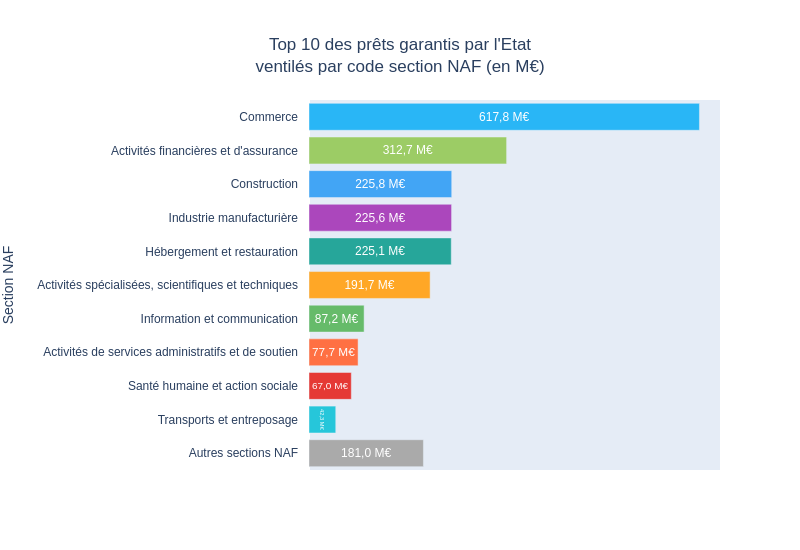 Top 10 des prêts garantis par l'Etat
ventilés par code section NAF (en M€)
Section NAF
Commerce 617,8 M€
Activités financières et d'assurance 312,7 M€
Construction 225,8 M€
Industrie manufacturière 225,6 M€
Hébergement et restauration 225,1 M€
Activités spécialisées, scientifiques et techniques 191,7 M€
Information et communication 87,2 M€
Activités de services administratifs et de soutien 77,7 M€
Santé humaine et action sociale 67,0 M€
Transports et entreposage
Autres sections NAF 181,0 M€